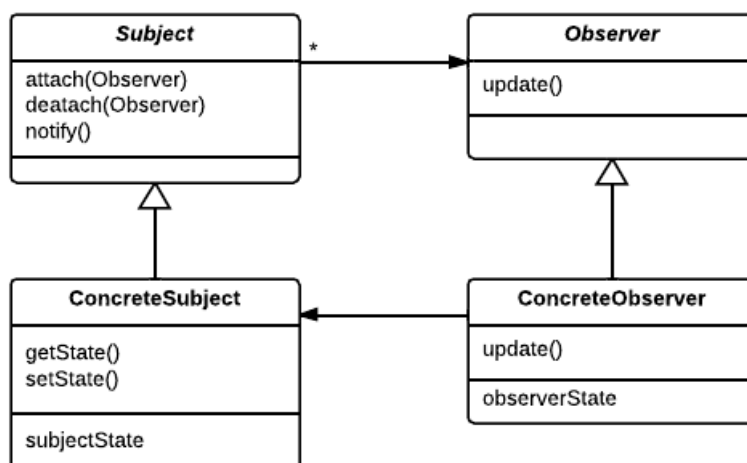 Subject
attach(Observer)
deatach(Observer)
notify()
*
Observer
update()
ConcreteSubject
getState()
setState()
subjectState
ConcreteObserver
update()
observerState